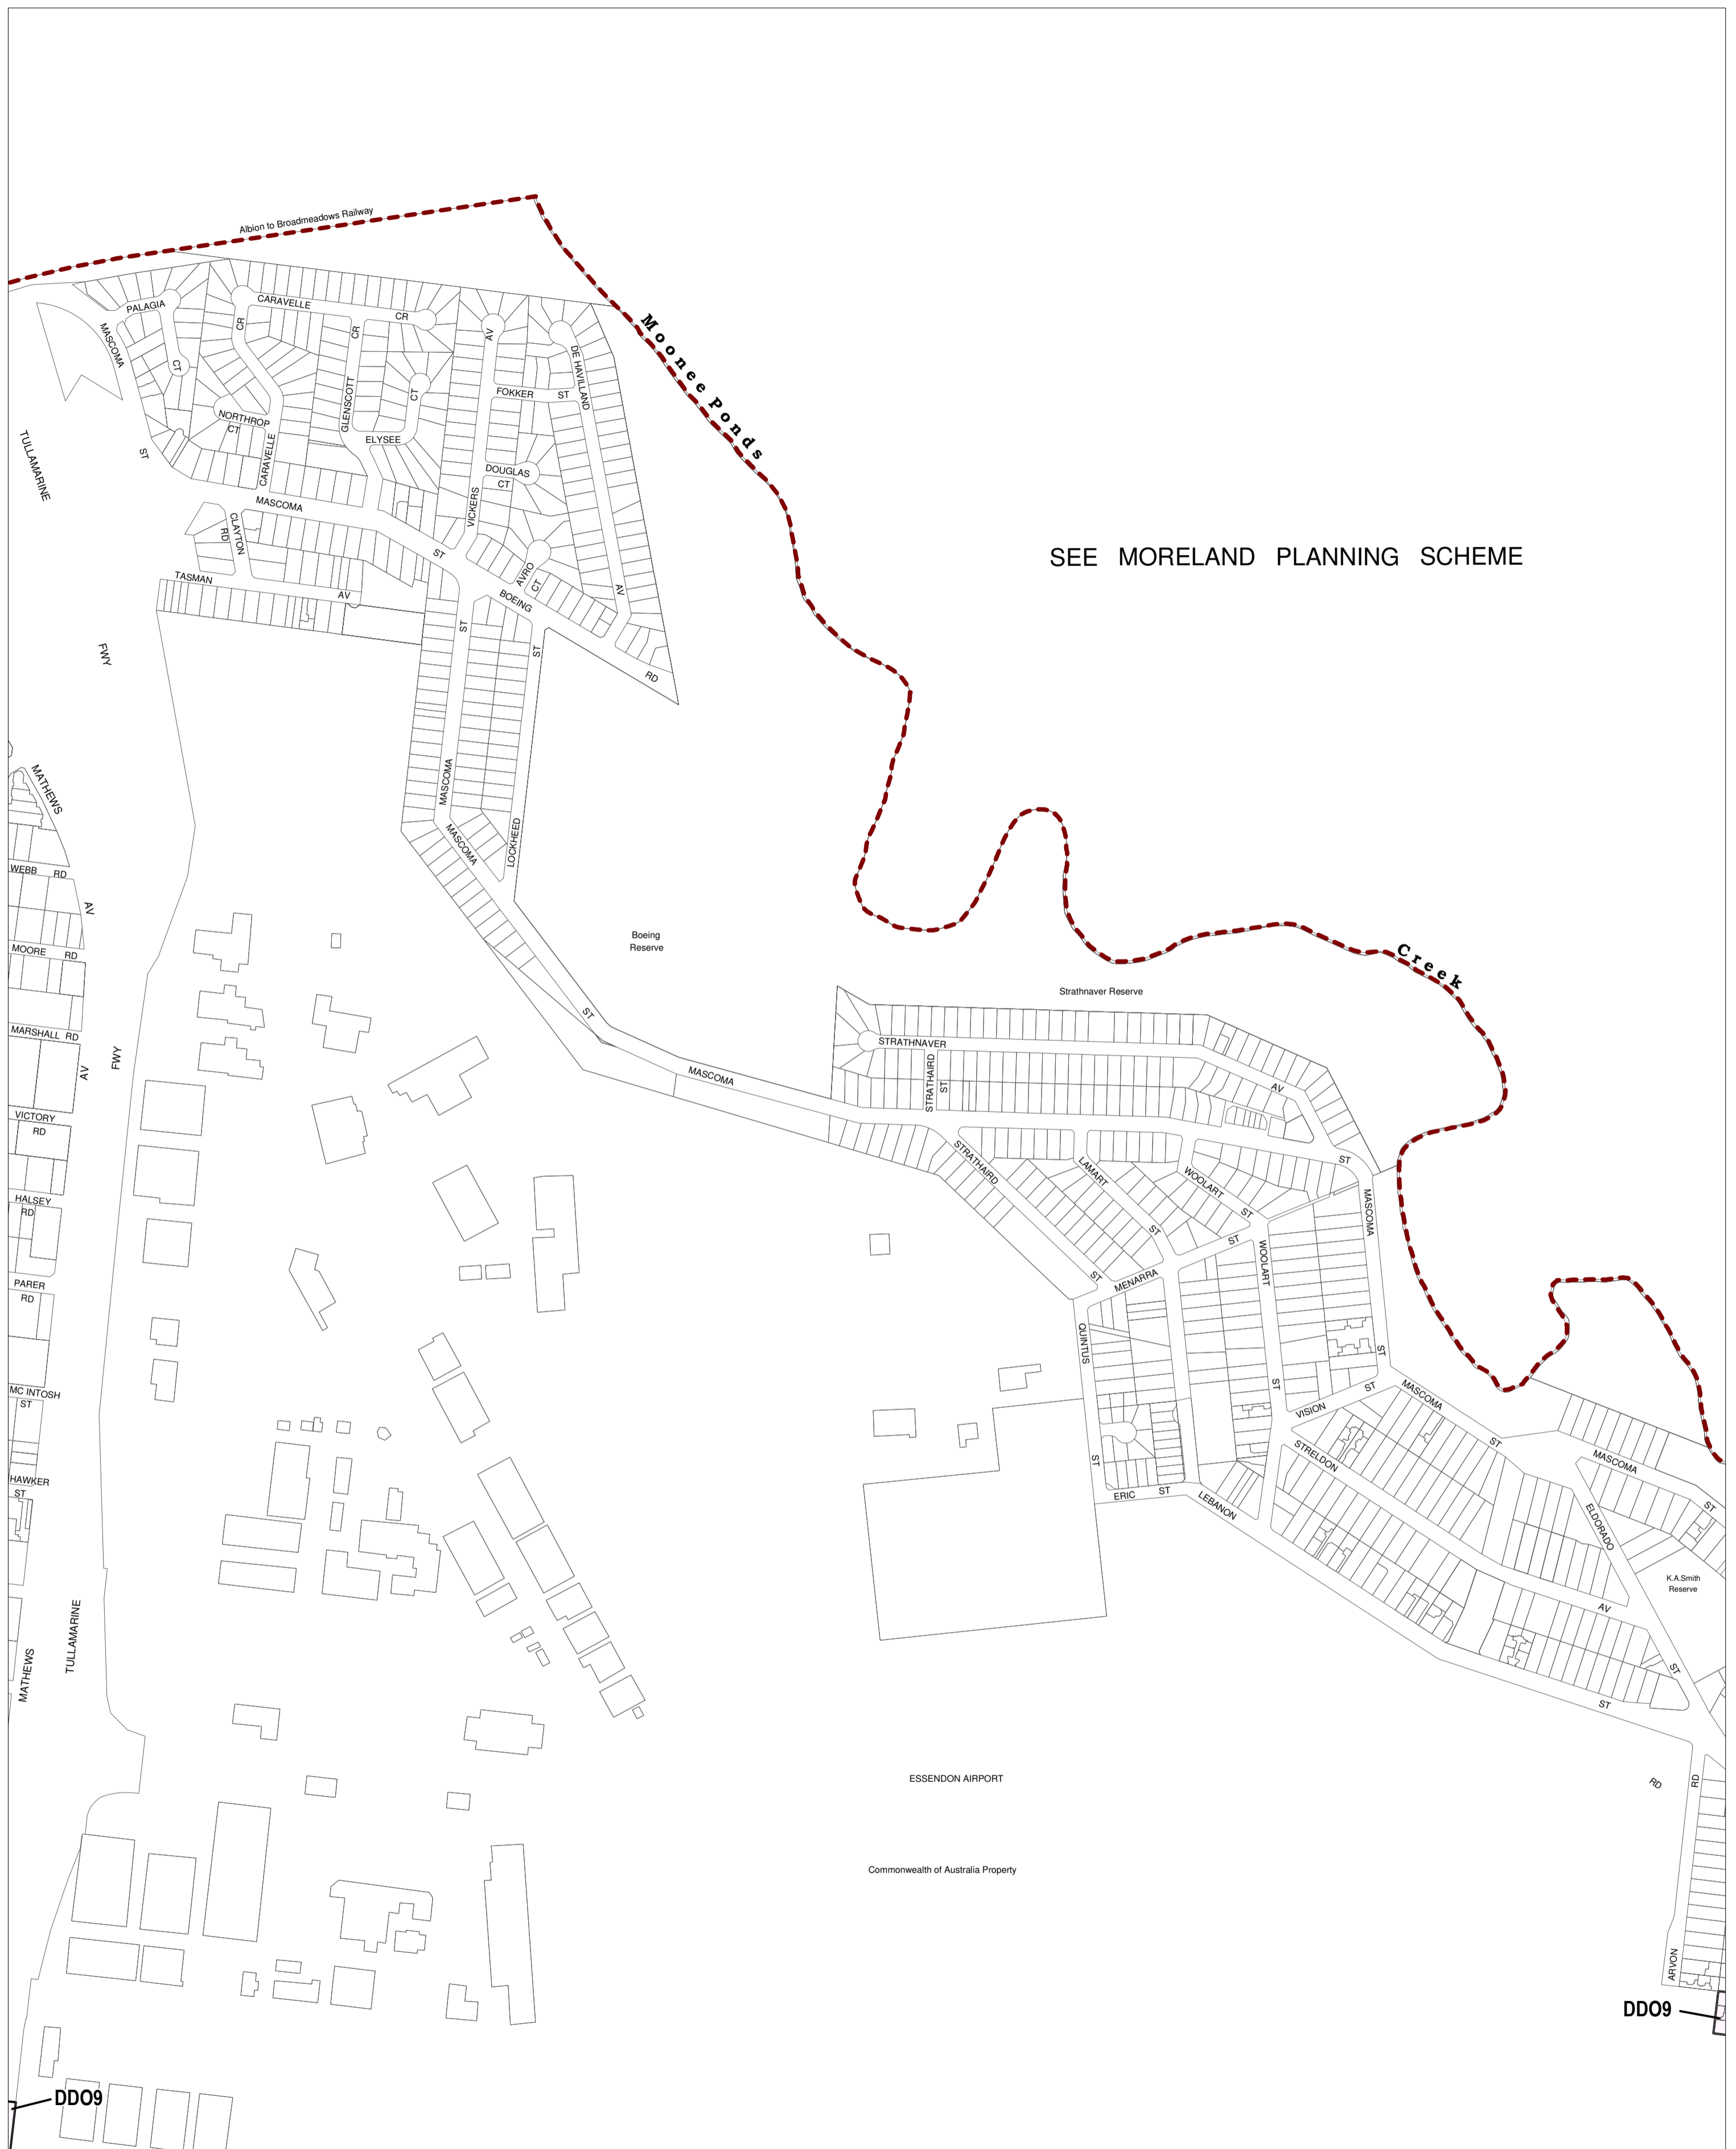 Albion to Broadmeadows Railway
PALAGIA
CT
MASCOMA
ST
CARAVELLE
CR
CR
CR
GLENSCOTT
NORTHROP
CT
CARAVELLE
ELYSEE
CT
AV
VICKERS
FOKKER ST
DE HAVILLAND
AV
DOUGLAS
CT
Moonee Ponds
TULLAMARINE
FWY
MASCOMA
ST
CLAYTON
RD
TASMAN
AV
AVRO
CT
BOEING
RD
ST
ST
MASCOMA
MASCOMA
LOCKHEED
SEE MORELAND PLANNING SCHEME
MATHEWS
AV
WEBB RD
MOORE RD
MARSHALL RD
AV
FWY
VICTORY
RD
HALSEY
RD
PARER
RD
MC INTOSH
ST
HAWKER
ST
MATHEWS
TULLAMARINE
Boeing
Reserve
ST
MASCOMA
Creek
Strathnaver Reserve
STRATHNAVER
AV
STRATHAIRD
ST
STRATHAIRD
ST
LAMART
ST
WOOLART
ST
ST
MASCOMA
ST
MENARRA
ST
WOOLART
ST
QUINTUS
ST
ERIC ST
LEBANON
ST
VISION
ST
STRELDON
AV
MASCOMA
ST
MASCOMA
ST
ELDORADO
ST
K.A.Smith
Reserve
ESSENDON AIRPORT
Commonwealth of Australia Property
RD
RD
ARVON
DDO9
DDO9